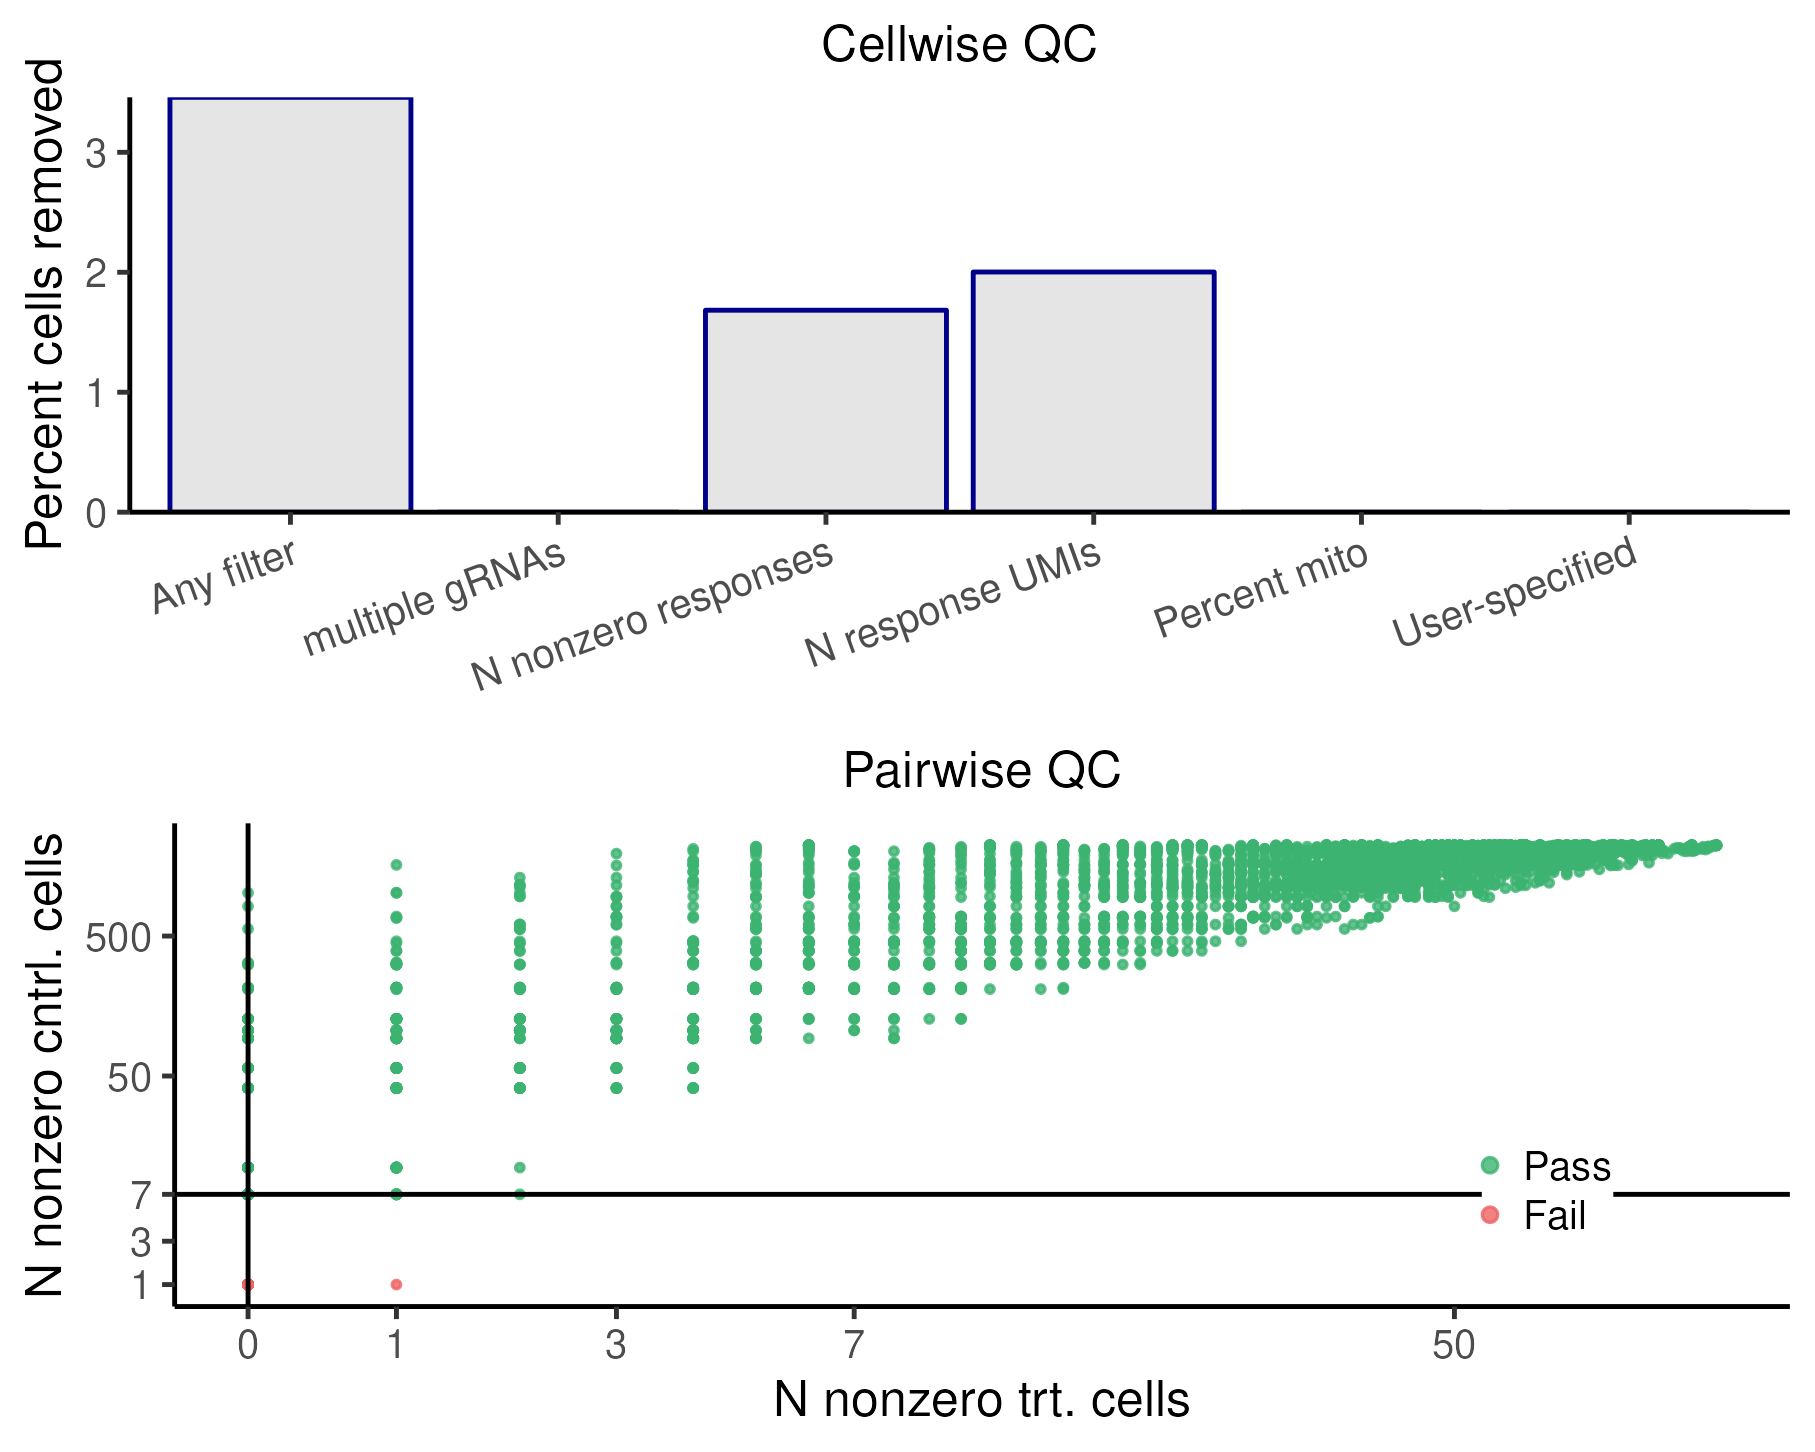 Cellwise QC
Percent cells removed
3
2
1
0
Any filter
multiple gRNAs
N nonzero responses
N response UMIs
Percent mito
User-specified
Pairwise QC
N nonzero cntrl. cells
500
50
7
3
1
Pass
Fail
0
1
3
7
50
N nonzero trt. cells